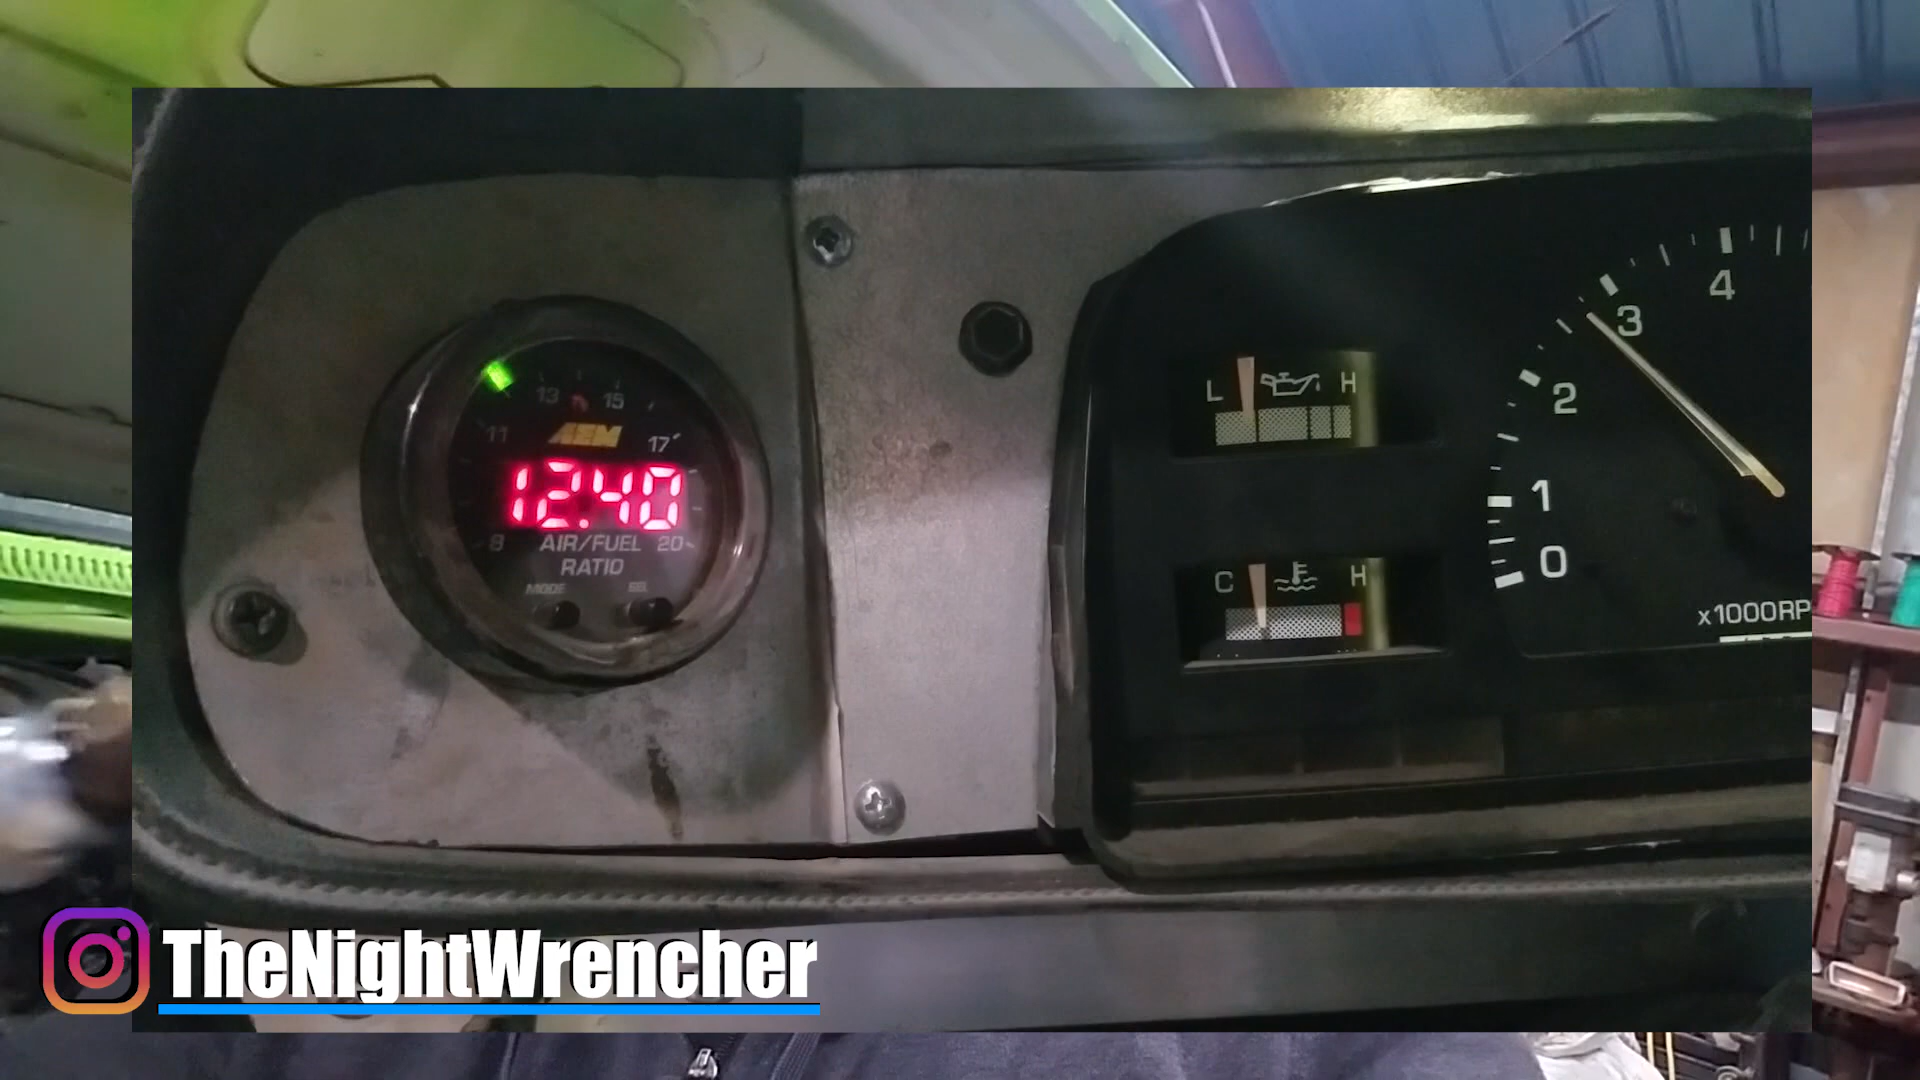 13 15
11 17
AEM
12.40
8 AIR/FUEL 20
RATIO
MODE SEL
L H
C H
0
1
2
3
4
x1000RP
TheNightWrencher